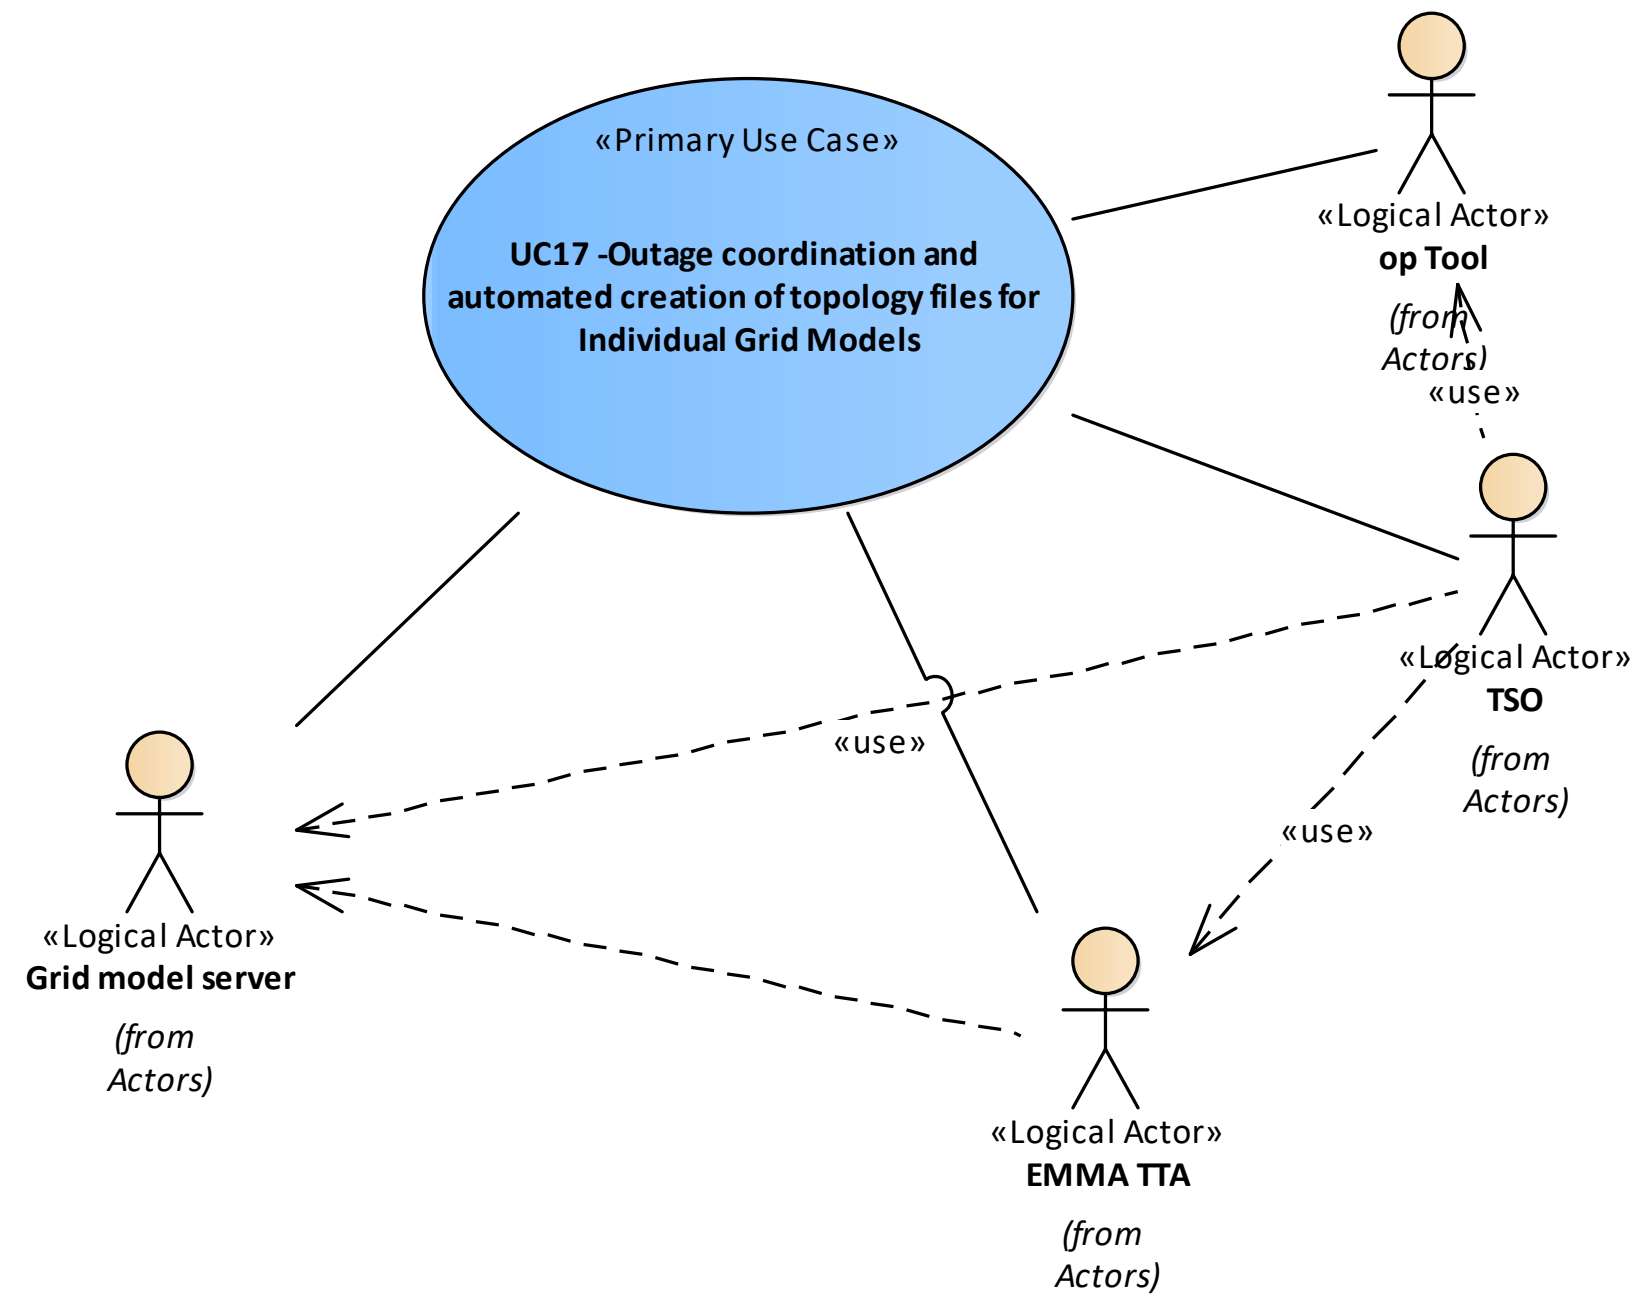 «Primary Use Case»
UC17 -Outage coordination and
automated creation of topology files for
Individual Grid Models
«Logical Actor»
op Tool
(from
Actors)
«use»
«Logical Actor»
TSO
(from
Actors)
«use»
«use»
«Logical Actor»
Grid model server
(from
Actors)
«Logical Actor»
EMMA TTA
(from
Actors)